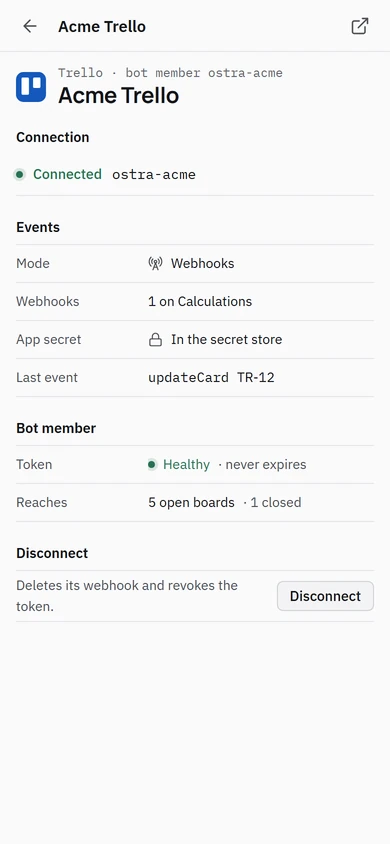 Acme Trello
Trello · bot member ostra-acme
Acme Trello
Connection
Connected ostra-acme
Events
Mode Webhooks
Webhooks 1 on Calculations
App secret In the secret store
Last event updateCard TR-12
Bot member
Token Healthy · never expires
Reaches 5 open boards · 1 closed
Disconnect
Deletes its webhook and revokes the
token.
Disconnect